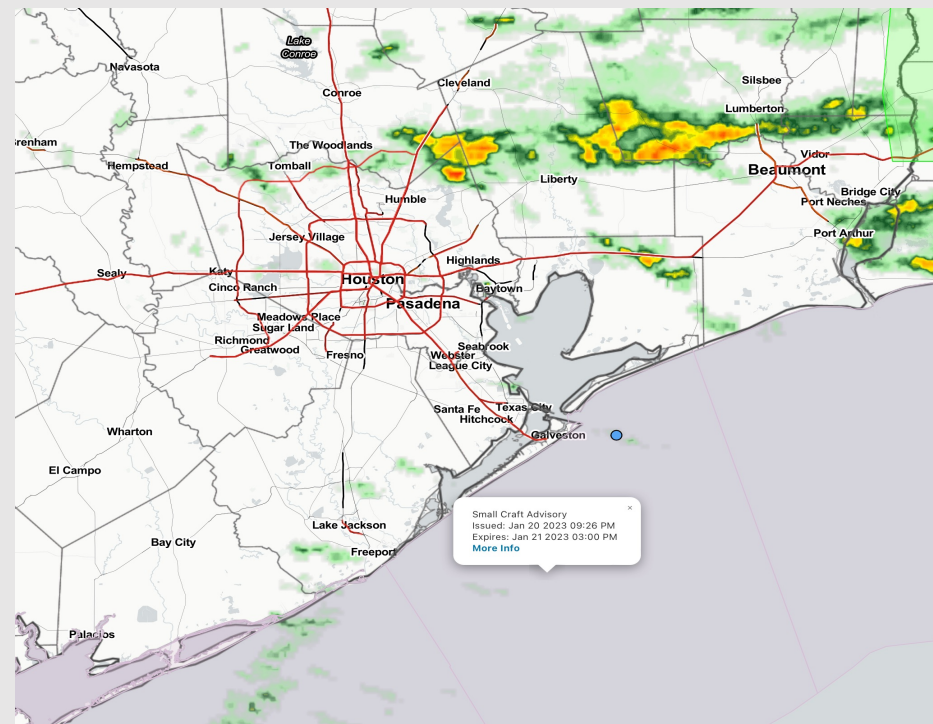 Lake
Conroe
Navasota
Silsbee
Cleveland
Conroe
Lumberton
renham
The Woodlands
Vidor
Hempstead
Tomball
Beaumont
Liberty
Bridge City
Humble
Port Neches
Port Arthur
Jersey Village
Highlands
Sealy
Katy
Houston
Cinco Ranch
Baytown
Pasadena
Meadows Place
Sugar Land
Richmond
Greatwood
Seabrook
Fresno
Webster
League City
Santa Fe
Texas City
Hitchcock
Wharton
Galveston
El Campo
Small Craft Advisory
×
Issued: Jan 20 2023 09:26 PM
Expires: Jan 21 2023 03:00 PM
More Info
Lake Jackson
Bay City
Freeport
Palacios